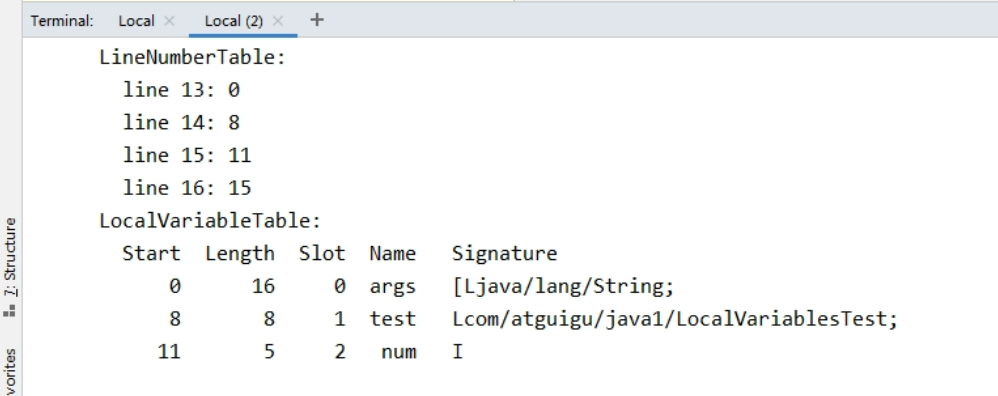 Terminal: Local × Local (2) × +
LineNumberTable:
line 13: 0
line 14: 8
line 15: 11
line 16: 15
LocalVariableTable:
Start Length Slot Name Signature
0 16 0 args [Ljava/lang/String;
8 8 1 test Lcom/atguigu/java1/LocalVariablesTest;
11 5 2 num I
7: Structure
vorites